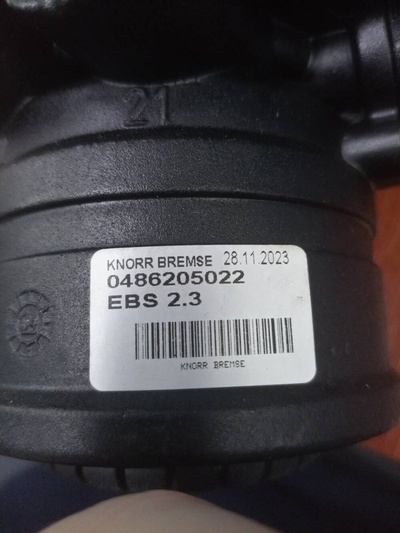 21
KNORR BREMSE 28.11.2023
0486205022
EBS 2.3
KNORR BREMSE